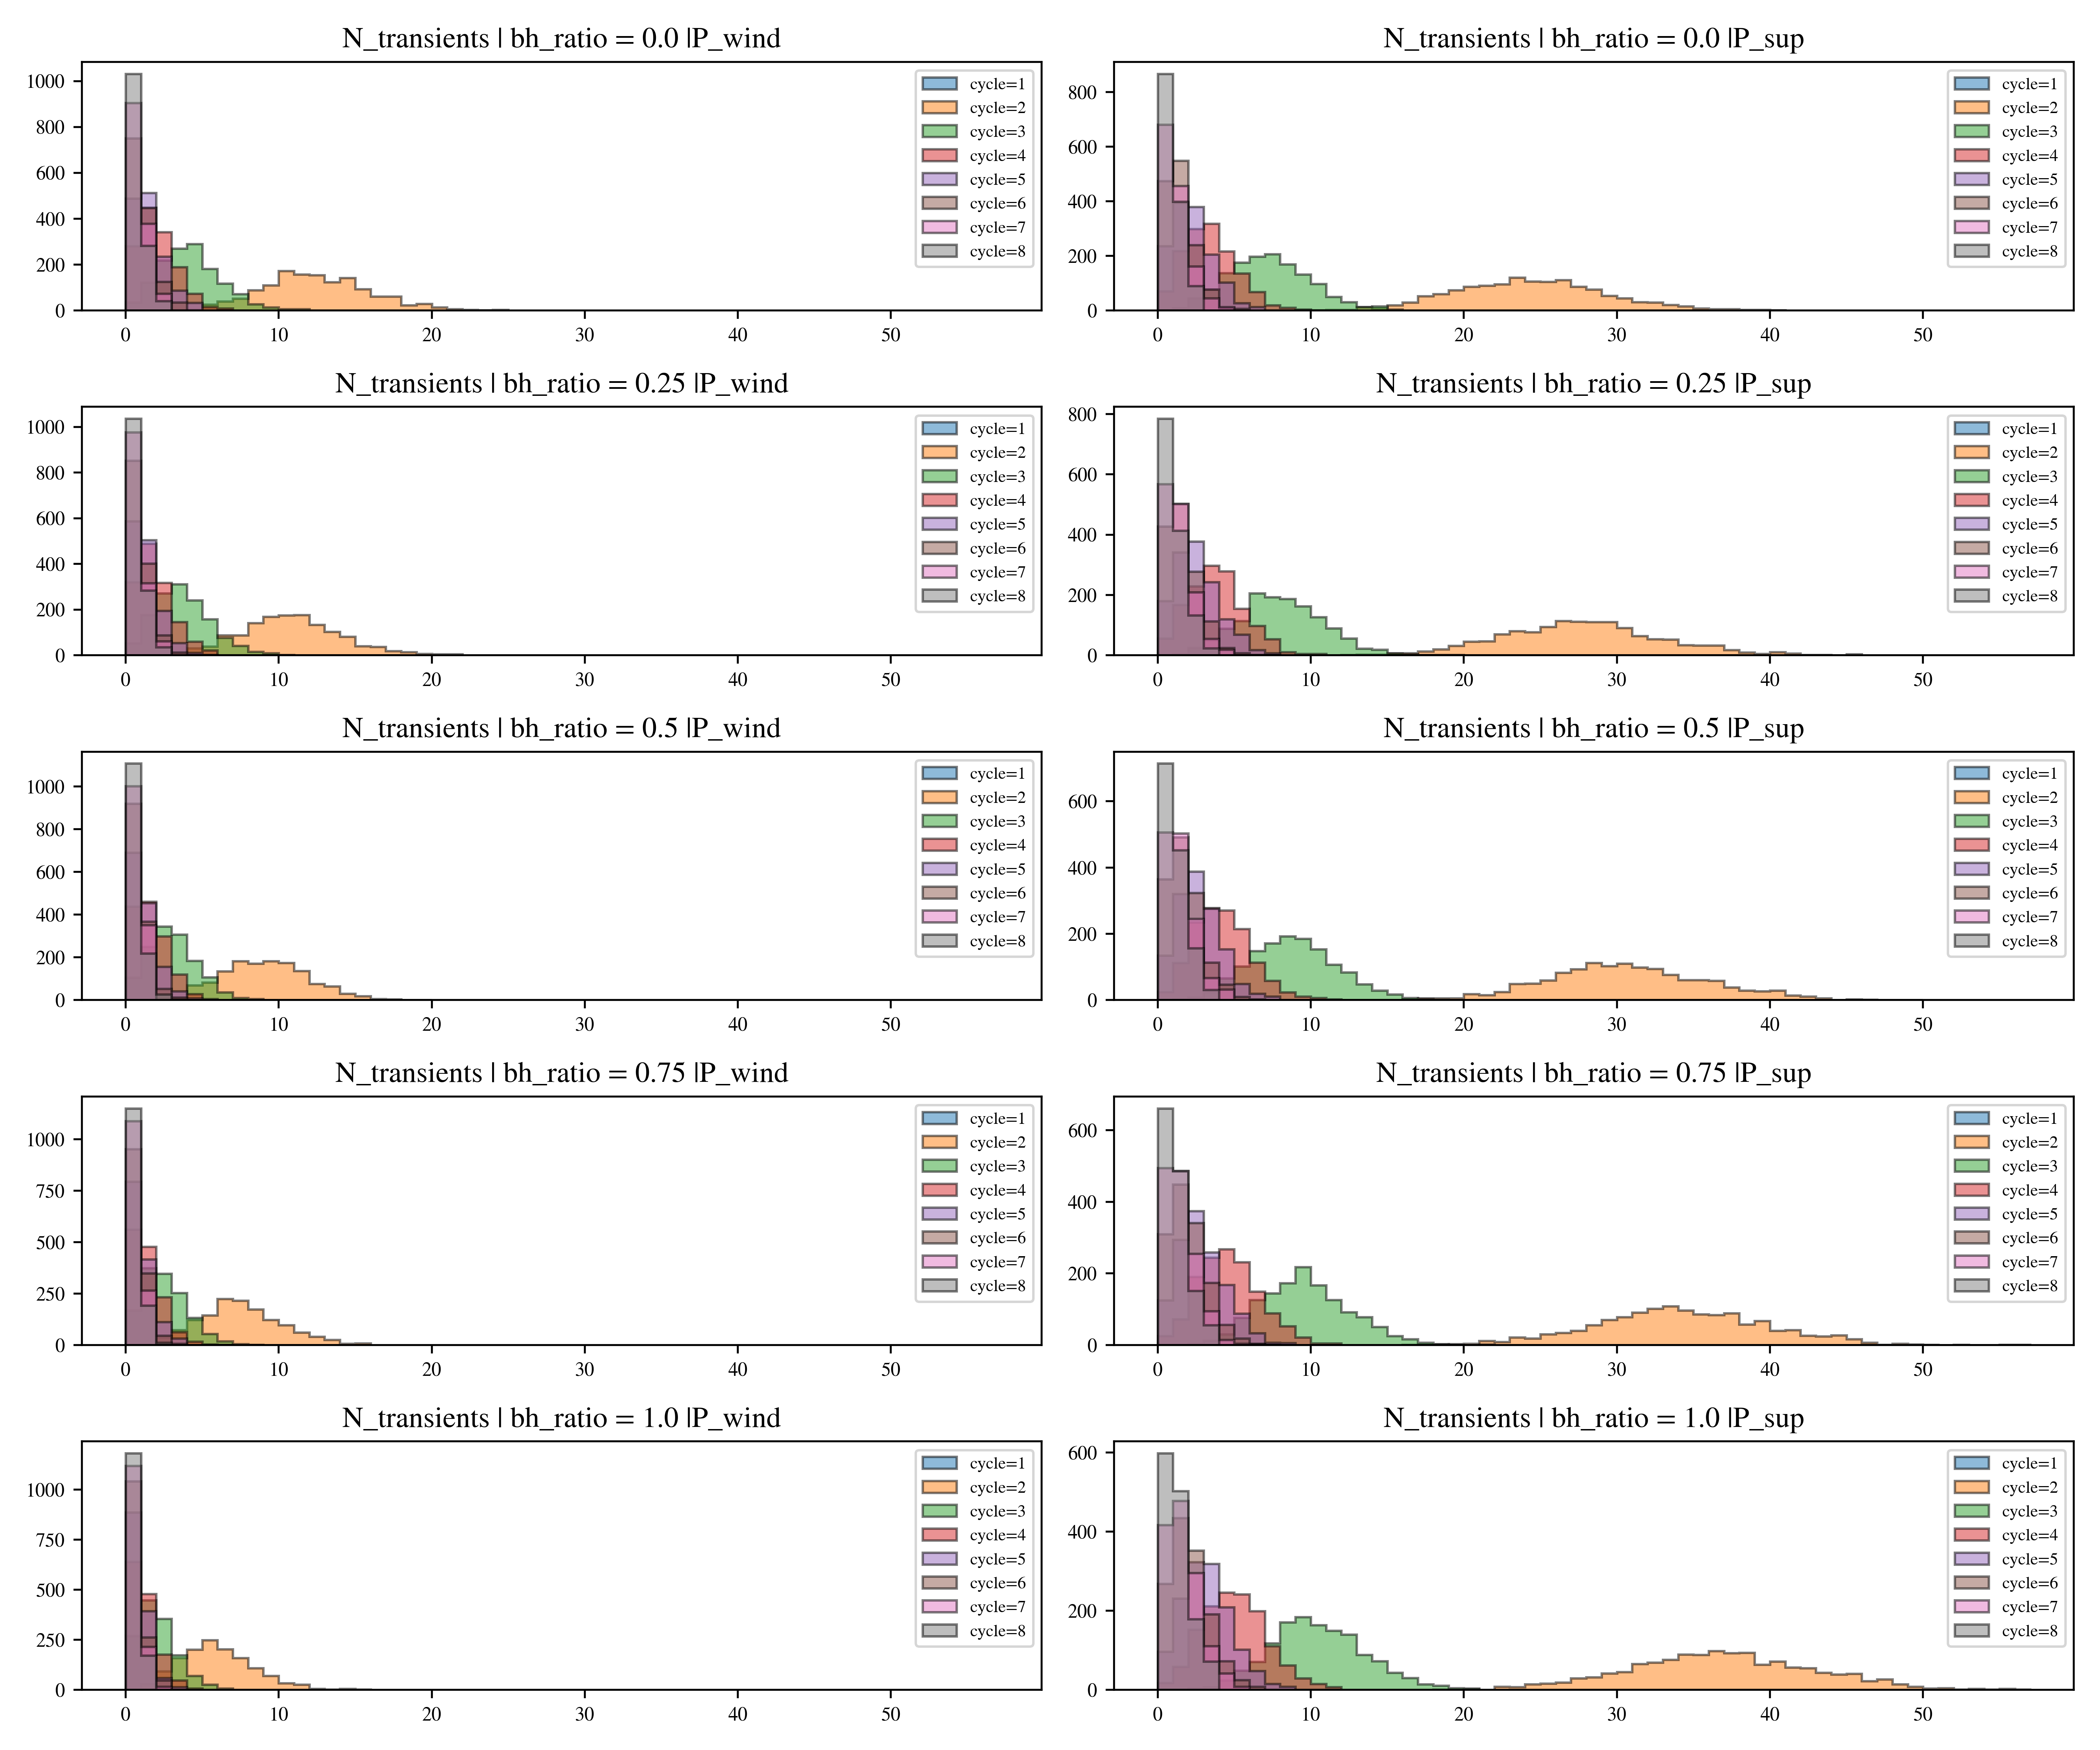 N_transients | bh_ratio = 0.0 |P_wind
1000
800
600
400
200
0
0 10 20 30 40 50
cycle=1
cycle=2
cycle=3
cycle=4
cycle=5
cycle=6
cycle=7
cycle=8
N_transients | bh_ratio = 0.0 |P_sup
800
600
400
200
0
0 10 20 30 40 50
cycle=1
cycle=2
cycle=3
cycle=4
cycle=5
cycle=6
cycle=7
cycle=8
N_transients | bh_ratio = 0.25 |P_wind
1000
800
600
400
200
0
0 10 20 30 40 50
cycle=1
cycle=2
cycle=3
cycle=4
cycle=5
cycle=6
cycle=7
cycle=8
N_transients | bh_ratio = 0.25 |P_sup
800
600
400
200
0
0 10 20 30 40 50
cycle=1
cycle=2
cycle=3
cycle=4
cycle=5
cycle=6
cycle=7
cycle=8
N_transients | bh_ratio = 0.5 |P_wind
1000
800
600
400
200
0
0 10 20 30 40 50
cycle=1
cycle=2
cycle=3
cycle=4
cycle=5
cycle=6
cycle=7
cycle=8
N_transients | bh_ratio = 0.5 |P_sup
600
400
200
0
0 10 20 30 40 50
cycle=1
cycle=2
cycle=3
cycle=4
cycle=5
cycle=6
cycle=7
cycle=8
N_transients | bh_ratio = 0.75 |P_wind
1000
750
500
250
0
0 10 20 30 40 50
cycle=1
cycle=2
cycle=3
cycle=4
cycle=5
cycle=6
cycle=7
cycle=8
N_transients | bh_ratio = 0.75 |P_sup
600
400
200
0
0 10 20 30 40 50
cycle=1
cycle=2
cycle=3
cycle=4
cycle=5
cycle=6
cycle=7
cycle=8
N_transients | bh_ratio = 1.0 |P_wind
1000
750
500
250
0
0 10 20 30 40 50
cycle=1
cycle=2
cycle=3
cycle=4
cycle=5
cycle=6
cycle=7
cycle=8
N_transients | bh_ratio = 1.0 |P_sup
600
400
200
0
0 10 20 30 40 50
cycle=1
cycle=2
cycle=3
cycle=4
cycle=5
cycle=6
cycle=7
cycle=8